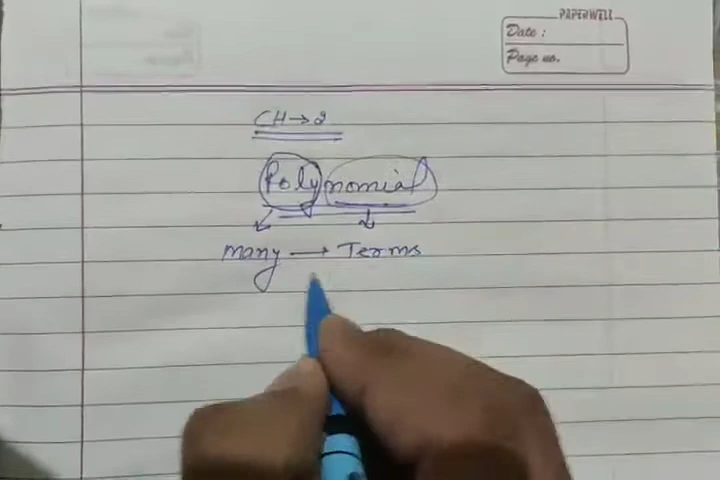 PAPERWELL
Date :
Page no.
CH→2
Polynomial
many → Terms